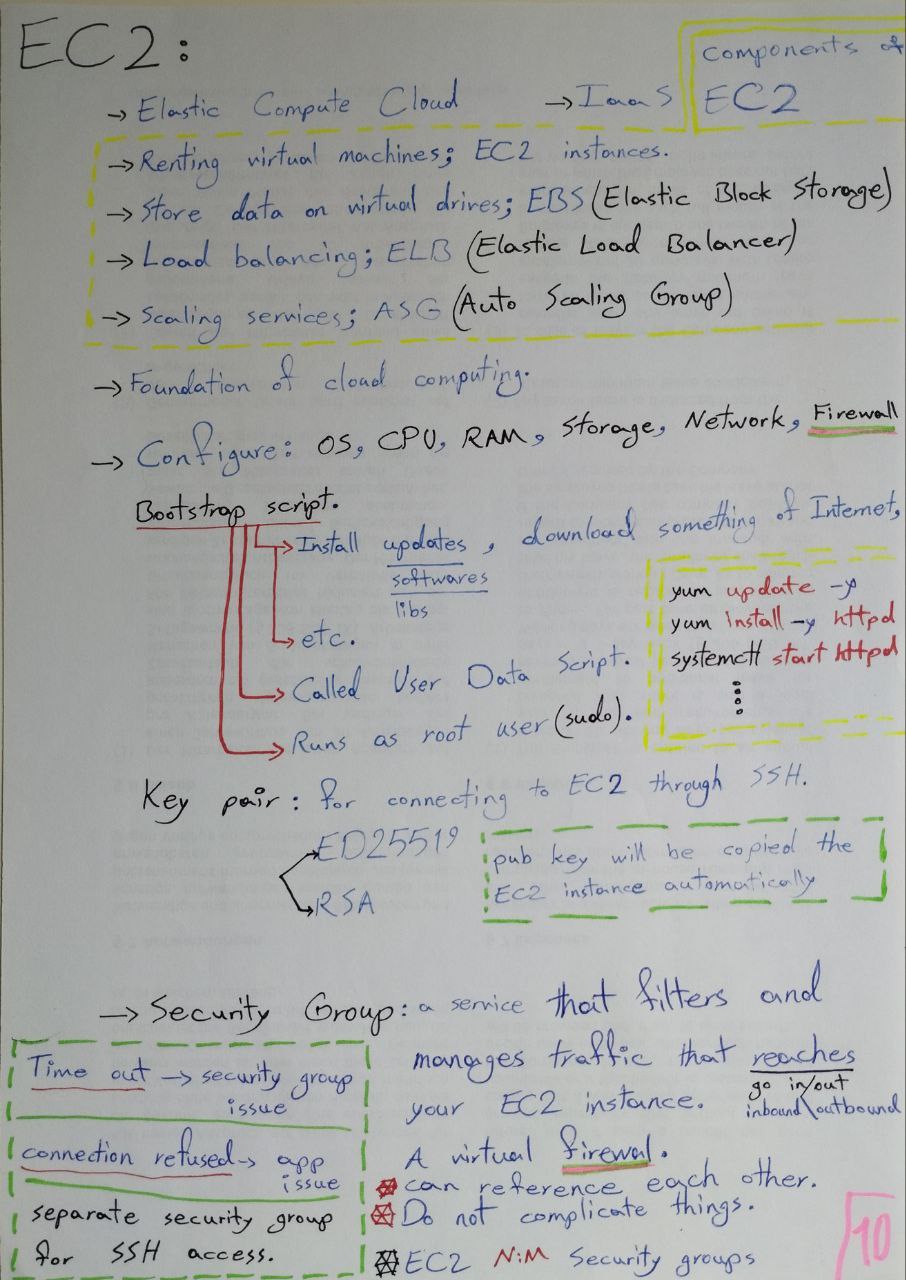 EC2:
components of
EC2
→ Elastic Compute Cloud → IaaS
→ Renting virtual machines; EC2 instances.
→ Store data on virtual drives; EBS (Elastic Block Storage)
→ Load balancing; ELB (Elastic Load Balancer)
→ Scaling services; ASG (Auto Scaling Group)
→ Foundation of cloud computing.
→ Configure: OS, CPU, RAM, Storage, Network, Firewall
Bootstrap script.
→ Install updates, download something of Internet,
softwares
libs
→ etc.
→ Called User Data Script.
→ Runs as root user (sudo).
yum update -y
yum install -y httpd
systemctl start httpd
Key pair: for connecting to EC2 through SSH.
→ ED25519
→ RSA
pub key will be copied the
EC2 instance automatically
→ Security Group: a service that filters and
manages traffic that reaches
go in/out
inbound\outbound
your EC2 instance.
A virtual firewal.
can reference each other.
Do not complicate things.
EC2 N:M Security groups
Time out → security group
issue
connection refused → app
issue
separate security group
for SSH access.
10